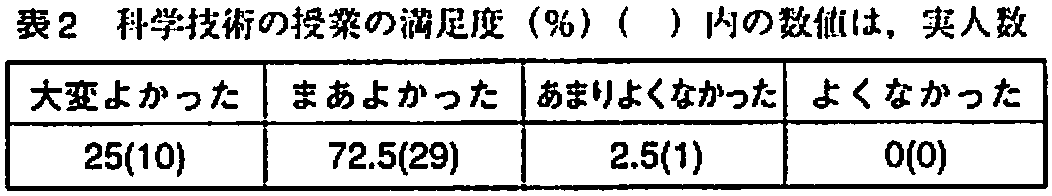 表2 科学技術の授業の満足度(%)( )内の数値は,実人数
大変よかった まあよかった あまりよくなかった よくなかった
25(10) 72.5(29) 2.5(1) 0(0)